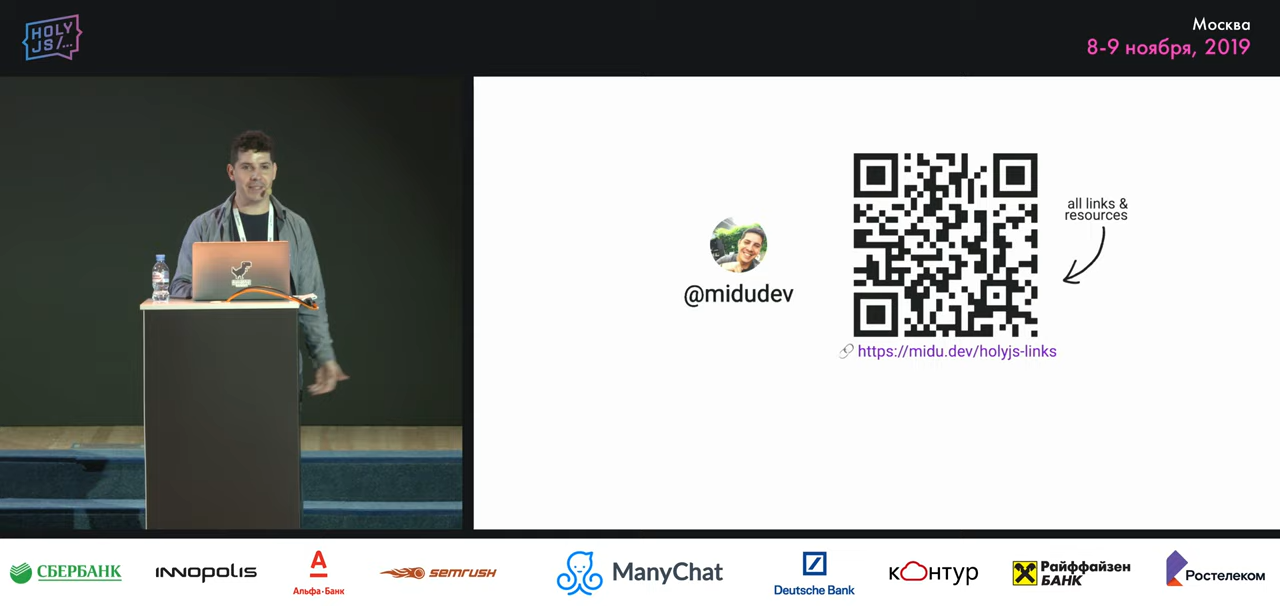 HOLY
JS/...
Москва
8-9 ноября, 2019
all links &
resources
@midudev
https://midu.dev/holyjs-links
СБЕРБАНК
INNOPOLIS
А
Альфа·Банк
semrush
ManyChat
Deutsche Bank
кОнтур
Райффайзен
БАНК
Ростелеком